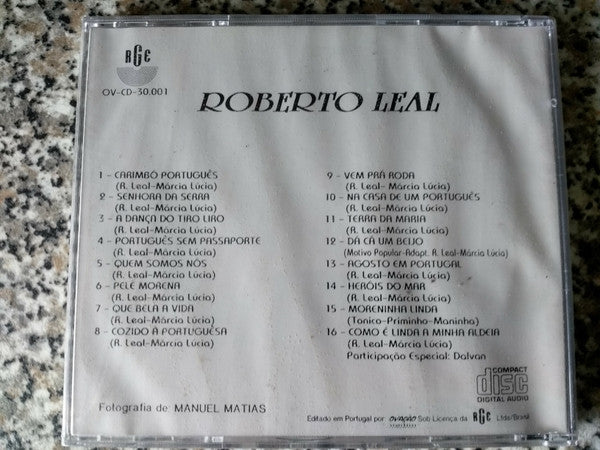 RGE
OV-CD-30.001
ROBERTO LEAL
1 - CARIMBÓ PORTUGUÊS
(R. Leal-Márcia Lúcia)
2 - SENHORA DA SERRA
(R. Leal-Márcia Lúcia)
3 - A DANÇA DO TIRO LIRO
(R. Leal-Márcia Lúcia)
4 - PORTUGUÊS SEM PASSAPORTE
(R. Leal-Márcia Lúcia)
5 - QUEM SOMOS NÓS
(R. Leal-Márcia Lúcia)
6 - PELÉ MORENA
(R. Leal-Márcia Lúcia)
7 - QUE BELA A VIDA
(R. Leal-Márcia Lúcia)
8 - COZIDO À PORTUGUÊSA
(R. Leal-Márcia Lúcia)
9 - VEM PRÁ RODA
(R. Leal- Márcia Lúcia)
10 - NA CASA DE UM PORTUGUÊS
(R. Leal-Márcia Lúcia)
11 - TERRA DA MARIA
(R. Leal-Márcia Lúcia)
12 - DÁ CÁ UM BEIJO
(Motivo Popular-Adapt. R. Leal-Márcia Lúcia)
13 - AGOSTO EM PORTUGAL
(R. Leal-Márcia Lúcia)
14 - HERÓIS DO MAR
(R. Leal-Márcia Lúcia)
15 - MORENINHA LINDA
(Tonico-Priminho-Maninha)
16 - COMO É LINDA A MINHA ALDEIA
(R. Leal-Márcia Lúcia)
Participação Especial: Dalvan
COMPACT
disc
DIGITAL AUDIO
Fotografia de: MANUEL MATIAS
Editado em Portugal por: OVAÇÃO Sob Licença da RGE Ltda/Brasil